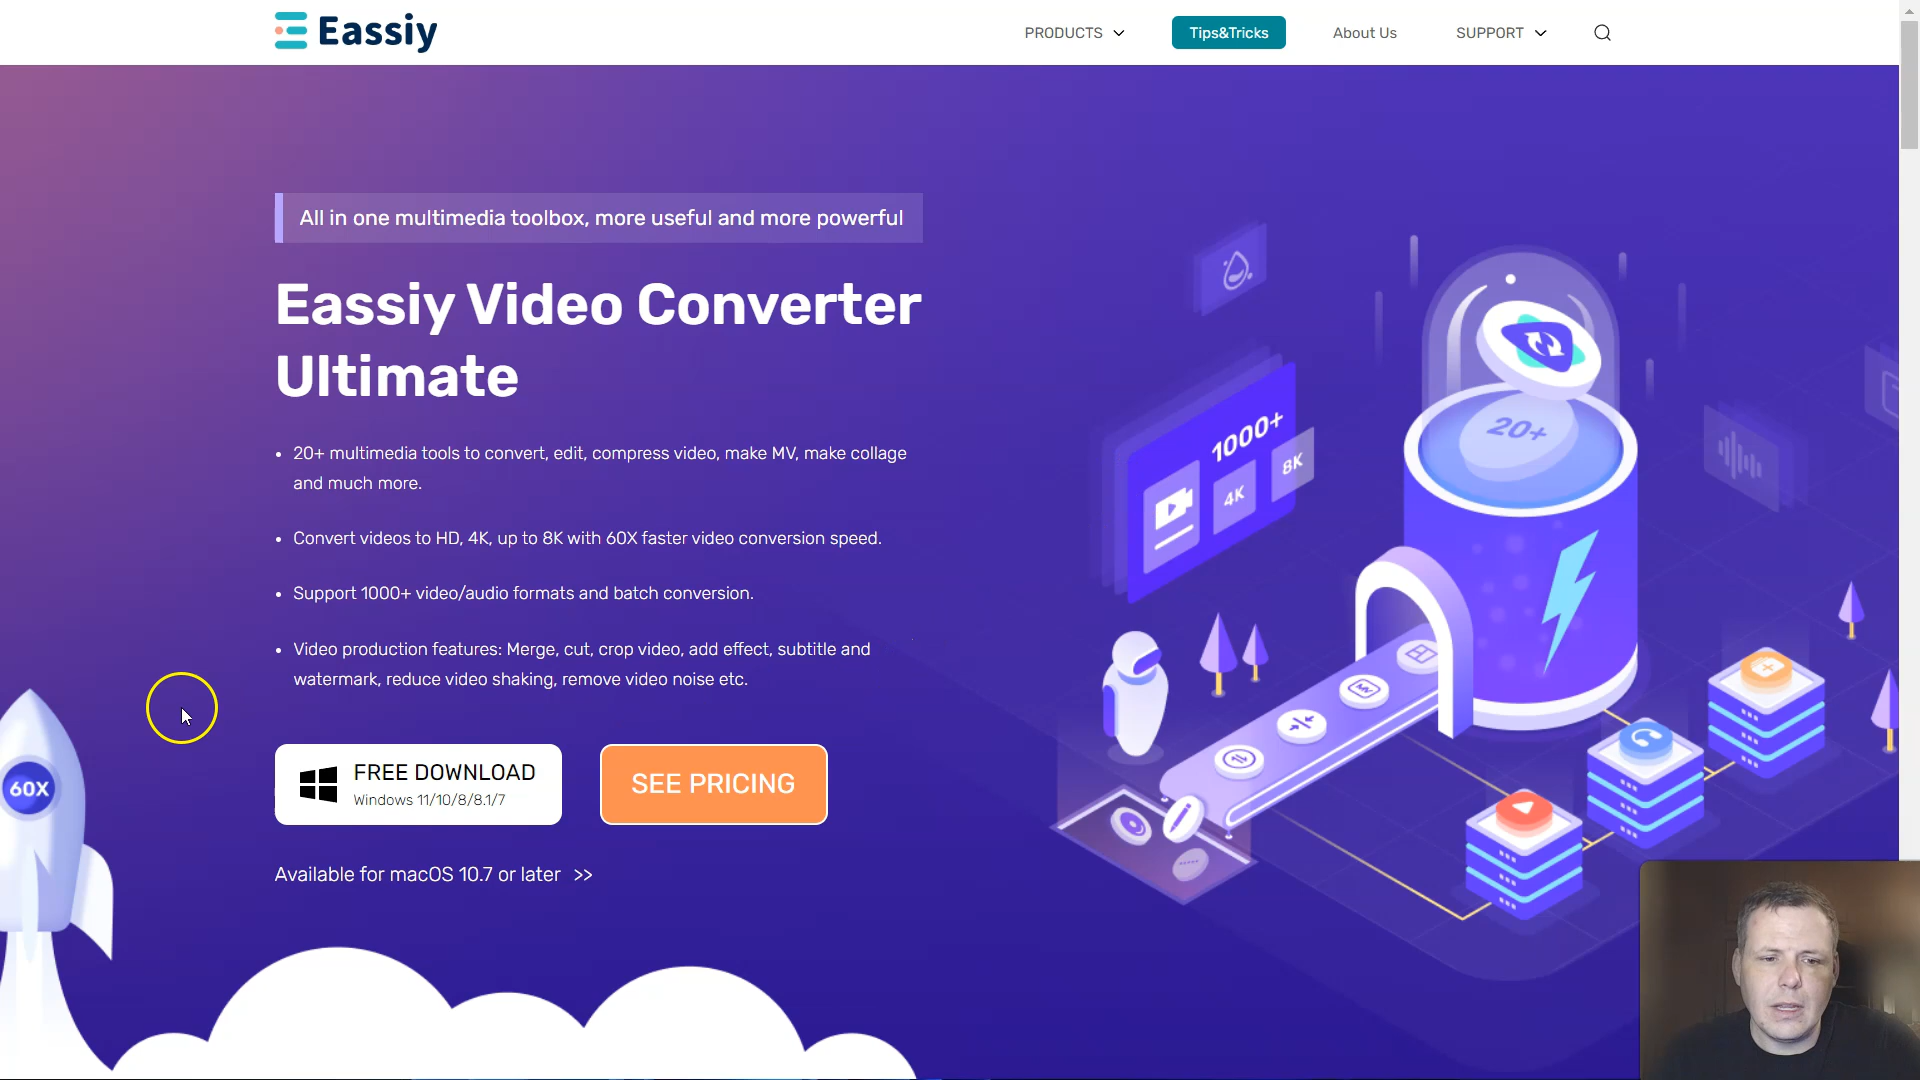 Eassiy
PRODUCTS
Tips&Tricks
About Us
SUPPORT
All in one multimedia toolbox, more useful and more powerful
Eassiy Video Converter
Ultimate
• 20+ multimedia tools to convert, edit, compress video, make MV, make collage
and much more.
• Convert videos to HD, 4K, up to 8K with 60X faster video conversion speed.
• Support 1000+ video/audio formats and batch conversion.
• Video production features: Merge, cut, crop video, add effect, subtitle and
watermark, reduce video shaking, remove video noise etc.
FREE DOWNLOAD
Windows 11/10/8/8.1/7
SEE PRICING
Available for macOS 10.7 or later >>
60X
1000+
4K
8K
20+
MV